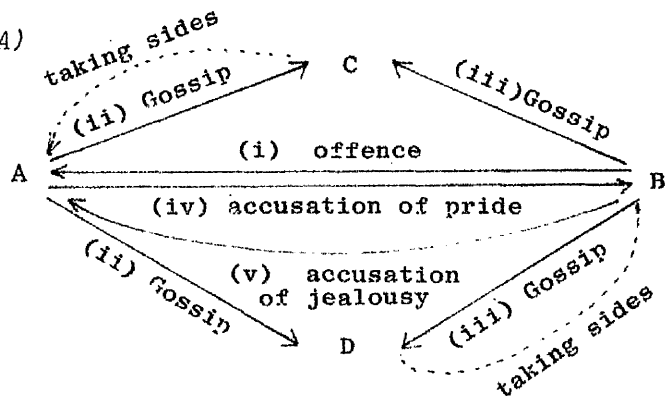 A)
taking sides
C
(ii) Gossip
(iii)Gossip
(i) offence
A
B
(iv) accusation of pride
(v) accusation
of jealousy
(ii) Gossip
(iii) Gossip
D
taking sides